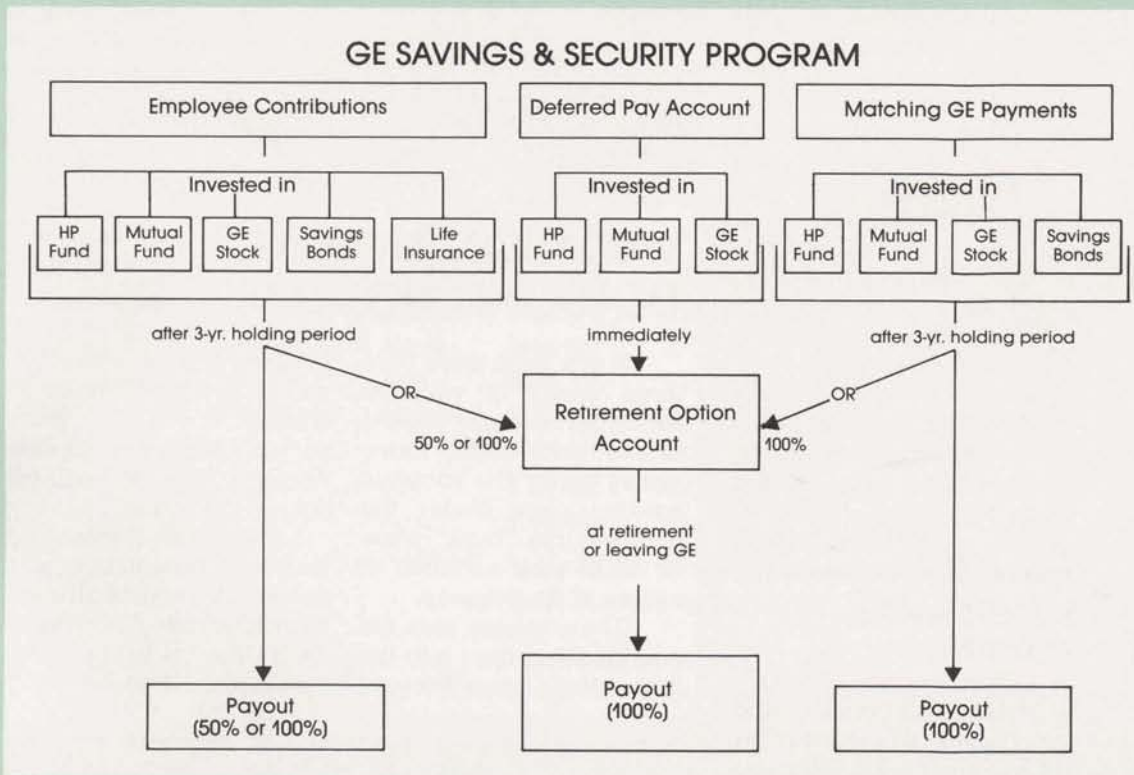 GE SAVINGS & SECURITY PROGRAM
Employee Contributions
Deferred Pay Account
Matching GE Payments
Invested in
HP
Fund
Mutual
Fund
GE
Stock
Savings
Bonds
Life
Insurance
Invested in
HP
Fund
Mutual
Fund
GE
Stock
Invested in
HP
Fund
Mutual
Fund
GE
Stock
Savings
Bonds
after 3-yr. holding period
immediately
after 3-yr. holding period
OR
OR
50% or 100%
Retirement Option
Account
100%
at retirement
or leaving GE
Payout
(50% or 100%)
Payout
(100%)
Payout
(100%)